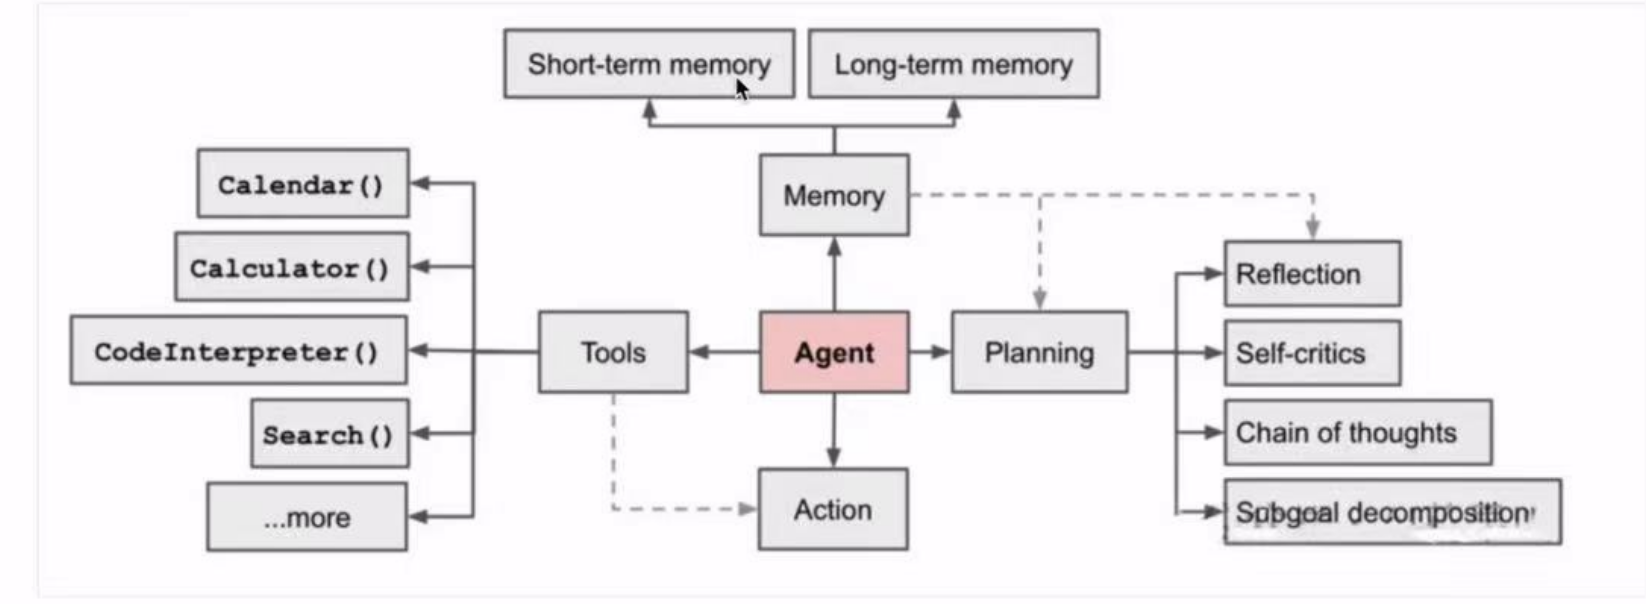 Short-term memory
Long-term memory
Calendar()
Memory
Calculator()
Reflection
CodeInterpreter()
Tools
Agent
Planning
Self-critics
Search()
Chain of thoughts
...more
Action
Subgoal decomposition